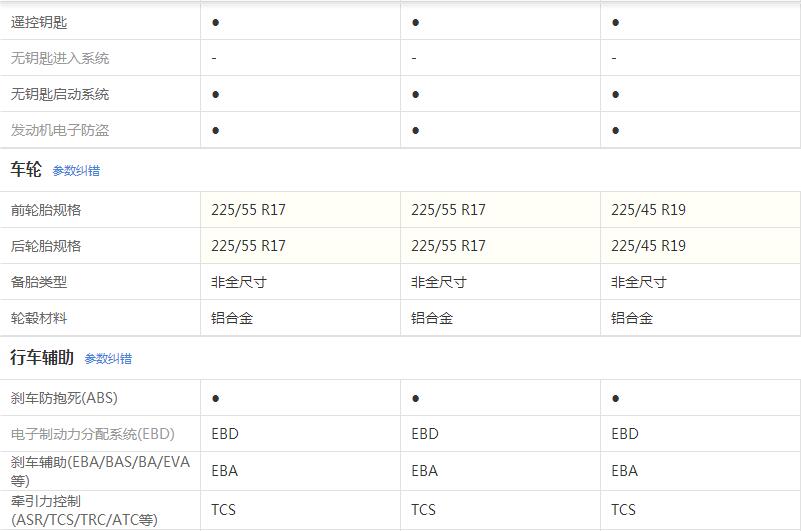 遥控钥匙 ● ● ●
无钥匙进入系统 - - -
无钥匙启动系统 ● ● ●
发动机电子防盗 ● ● ●
车轮 参数纠错
前轮胎规格 225/55 R17 225/55 R17 225/45 R19
后轮胎规格 225/55 R17 225/55 R17 225/45 R19
备胎类型 非全尺寸 非全尺寸 非全尺寸
轮毂材料 铝合金 铝合金 铝合金
行车辅助 参数纠错
刹车防抱死(ABS) ● ● ●
电子制动力分配系统(EBD) EBD EBD EBD
刹车辅助(EBA/BAS/BA/EVA
等) EBA EBA EBA
牵引力控制
(ASR/TCS/TRC/ATC等) TCS TCS TCS